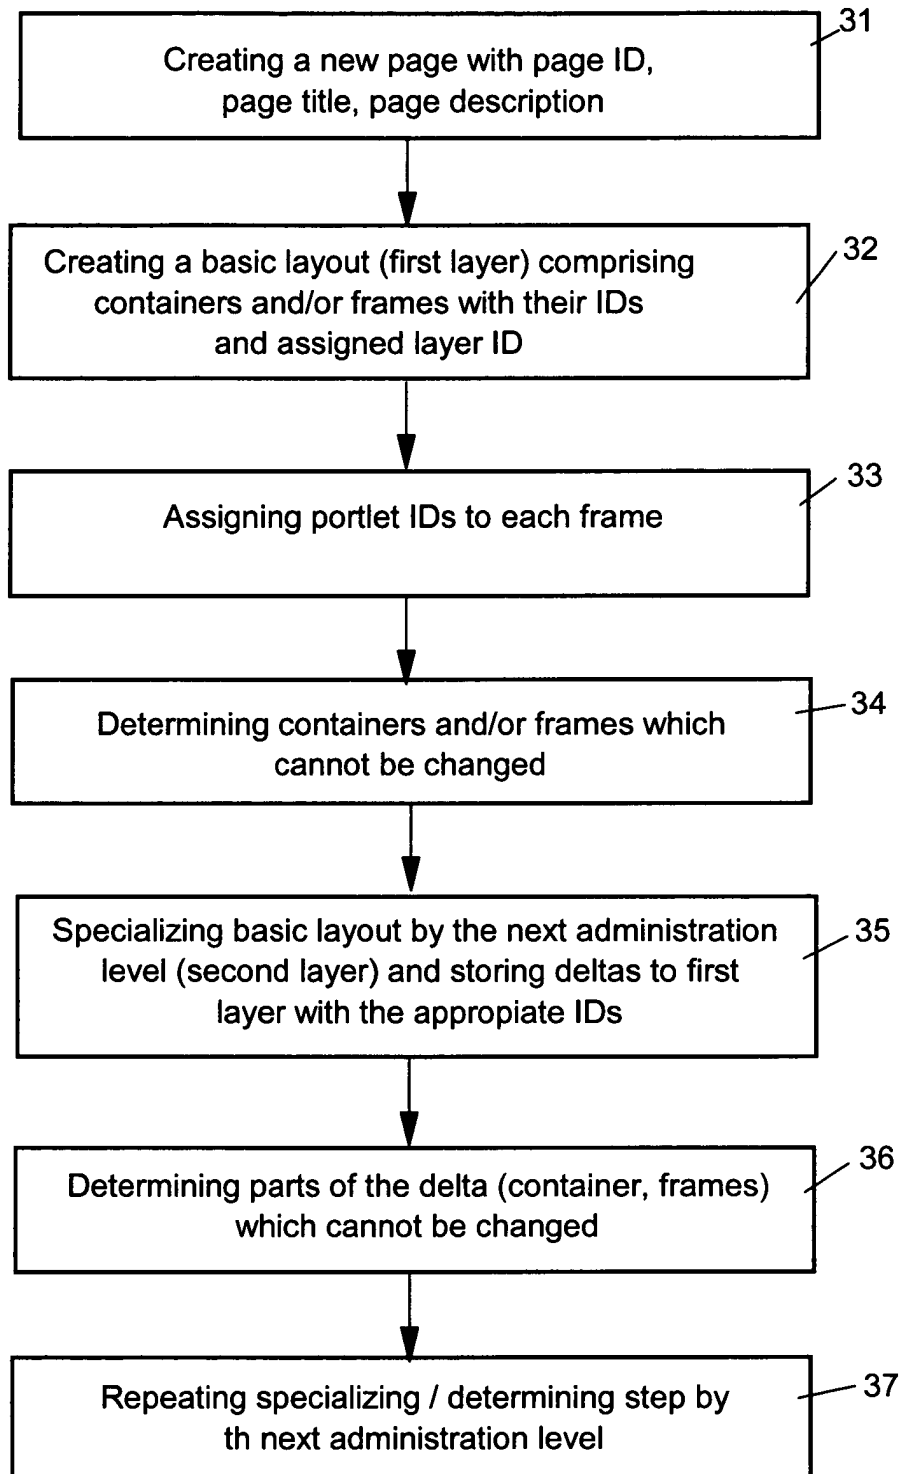 31
Creating a new page with page ID,
page title, page description
32
Creating a basic layout (first layer) comprising
containers and/or frames with their IDs
and assigned layer ID
33
Assigning portlet IDs to each frame
34
Determining containers and/or frames which
cannot be changed
35
Specializing basic layout by the next administration
level (second layer) and storing deltas to first
layer with the appropiate IDs
36
Determining parts of the delta (container, frames)
which cannot be changed
37
Repeating specializing / determining step by
th next administration level